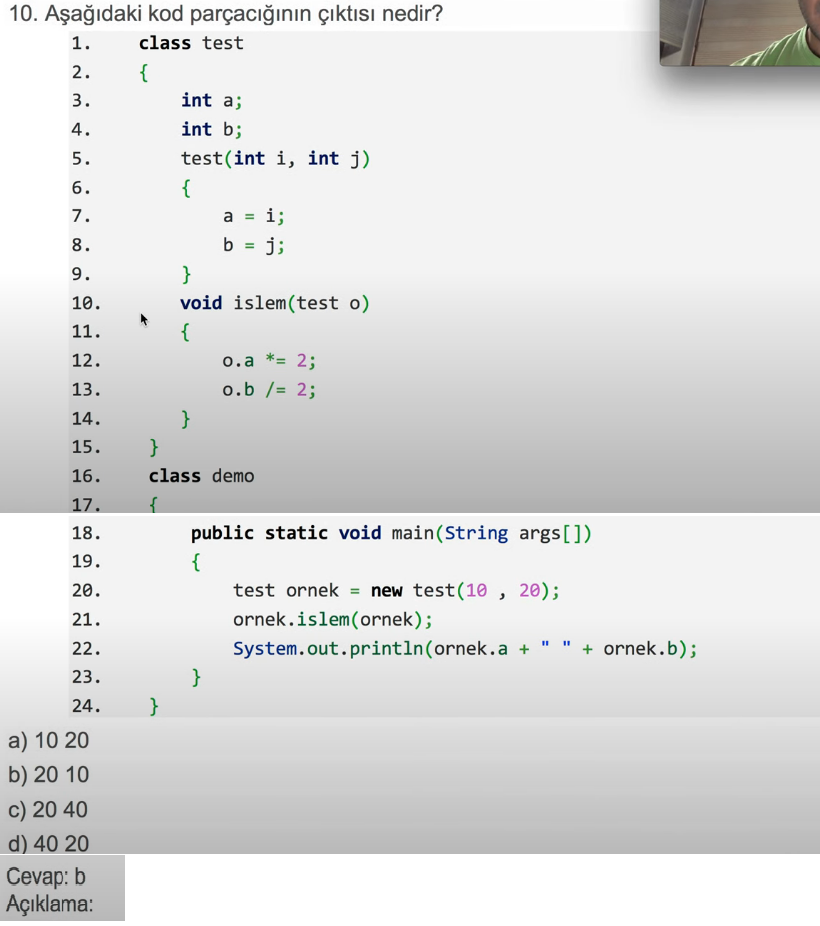 10. Aşağıdaki kod parçacığının çıktısı nedir?
1. class test
2. {
3. int a;
4. int b;
5. test(int i, int j)
6. {
7. a = i;
8. b = j;
9. }
10. void islem(test o)
11. {
12. o.a *= 2;
13. o.b /= 2;
14. }
15. }
16. class demo
17. {
18. public static void main(String args[])
19. {
20. test ornek = new test(10 , 20);
21. ornek.islem(ornek);
22. System.out.println(ornek.a + " " + ornek.b);
23. }
24. }
a) 10 20
b) 20 10
c) 20 40
d) 40 20
Cevap: b
Açıklama: